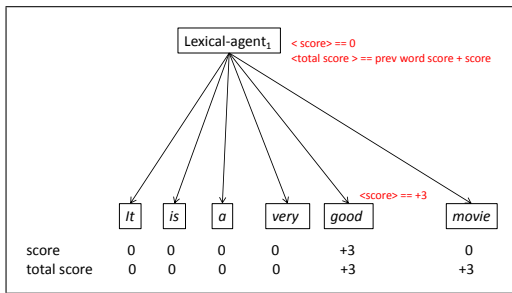 Lexical-agent₁
< score> == 0
<total score > == prev word score + score
<score> == +3
It is a very good movie
score 0 0 0 0 +3 0
total score 0 0 0 0 +3 +3